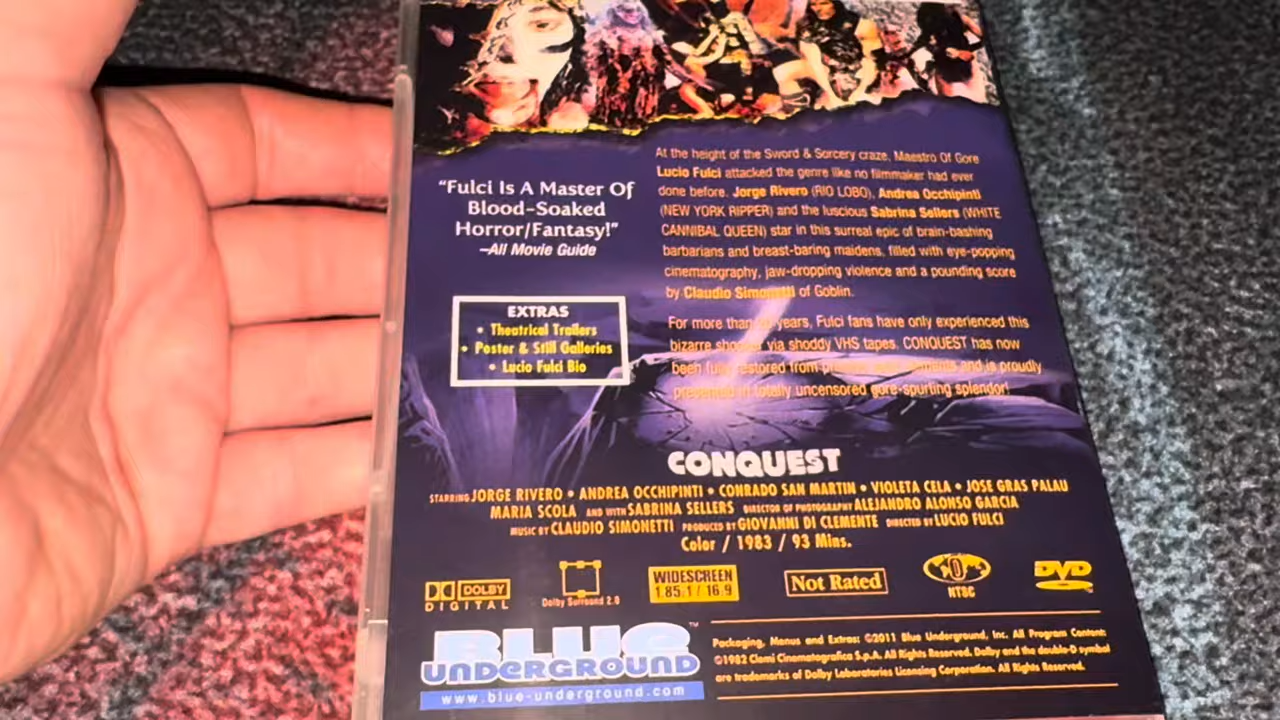 At the height of the Sword & Sorcery craze, Maestro Of Gore
Lucio Fulci attacked the genre like no filmmaker had ever
done before. Jorge Rivero (RIO LOBO), Andrea Occhipinti
(NEW YORK RIPPER) and the luscious Sabrina Sellers (WHITE
CANNIBAL QUEEN) star in this surreal epic of brain-bashing
barbarians and breast-baring maidens, filled with eye-popping
cinematography, jaw-dropping violence and a pounding score
by Claudio Simonetti of Goblin.
For more than years, Fulci fans have only experienced this
bizarre shocker via shoddy VHS tapes. CONQUEST has now
been fully restored from and is proudly
presented in totally uncensored gore-spurting splendor!
“Fulci Is A Master Of
Blood-Soaked
Horror/Fantasy!”
–All Movie Guide
EXTRAS
• Theatrical Trailers
• Poster & Still Galleries
• Lucio Fulci Bio
CONQUEST
STARRING JORGE RIVERO • ANDREA OCCHIPINTI • CONRADO SAN MARTIN • VIOLETA CELA • JOSE GRAS PALAU
MARIA SCOLA AND WITH SABRINA SELLERS DIRECTOR OF PHOTOGRAPHY ALEJANDRO ALONSO GARCIA
MUSIC BY CLAUDIO SIMONETTI PRODUCED BY GIOVANNI DI CLEMENTE DIRECTED BY LUCIO FULCI
Color / 1983 / 93 Mins.
DOLBY
DIGITAL
Dolby Surround 2.0
WIDESCREEN
1.85:1 / 16:9
Not Rated
0
NTSC
DVD
BLUE™
UNDERGROUND
www.blue-underground.com
Packaging, Menus and Extras: ©2011 Blue Underground, Inc. All Program Content:
©1982 Clemi Cinematografica S.p.A. All Rights Reserved. Dolby and the double-D symbol
are trademarks of Dolby Laboratories Licensing Corporation. All Rights Reserved.